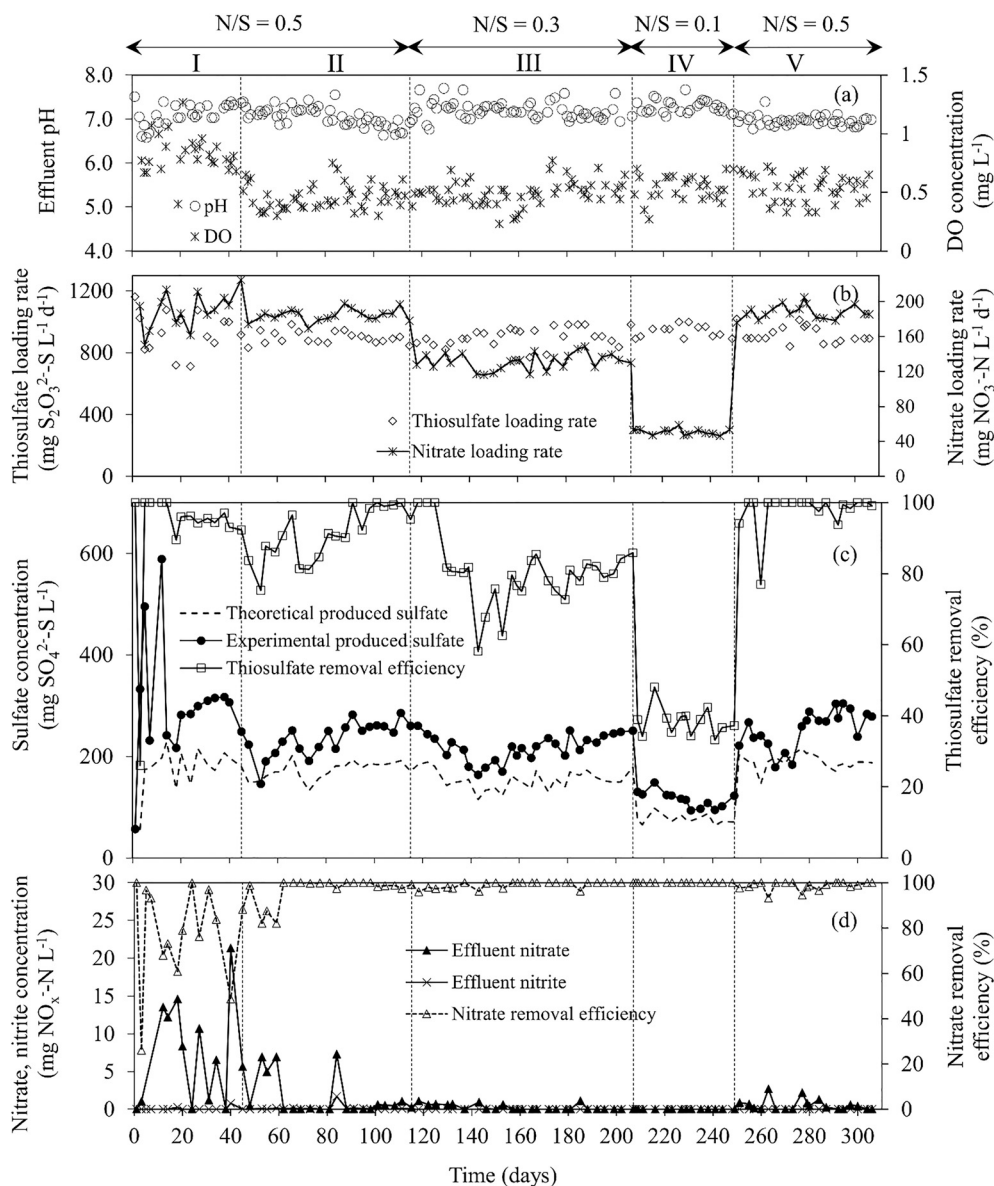 N/S = 0.5 N/S = 0.3 N/S = 0.1 N/S = 0.5
I II III IV V
(a)
Effluent pH
8.0
7.0
6.0
5.0
4.0
pH
DO
DO concentration
(mg L-1)
1.5
1
0.5
0
(b)
Thiosulfate loading rate
(mg S2O32--S L-1 d-1)
1200
800
400
0
Thiosulfate loading rate
Nitrate loading rate
Nitrate loading rate
(mg NO3--N L-1 d-1)
200
160
120
80
40
0
(c)
Sulfate concentration
(mg SO42--S L-1)
600
400
200
0
Theoretical produced sulfate
Experimental produced sulfate
Thiosulfate removal efficiency
Thiosulfate removal
efficiency (%)
100
80
60
40
20
0
(d)
Nitrate, nitrite concentration
(mg NOx--N L-1)
30
25
20
15
10
5
0
Effluent nitrate
Effluent nitrite
Nitrate removal efficiency
Nitrate removal
efficiency (%)
100
80
60
40
20
0
0 20 40 60 80 100 120 140 160 180 200 220 240 260 280 300
Time (days)